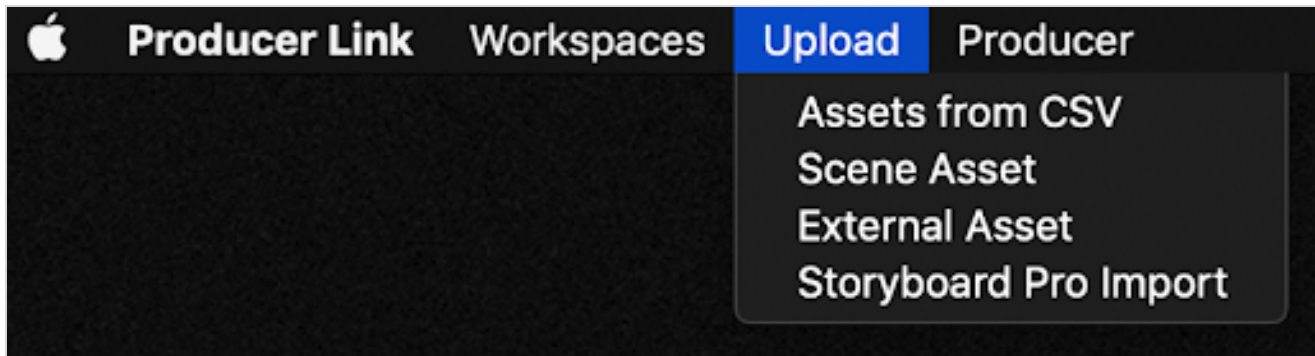 Producer Link Workspaces Upload Producer
Assets from CSV
Scene Asset
External Asset
Storyboard Pro Import